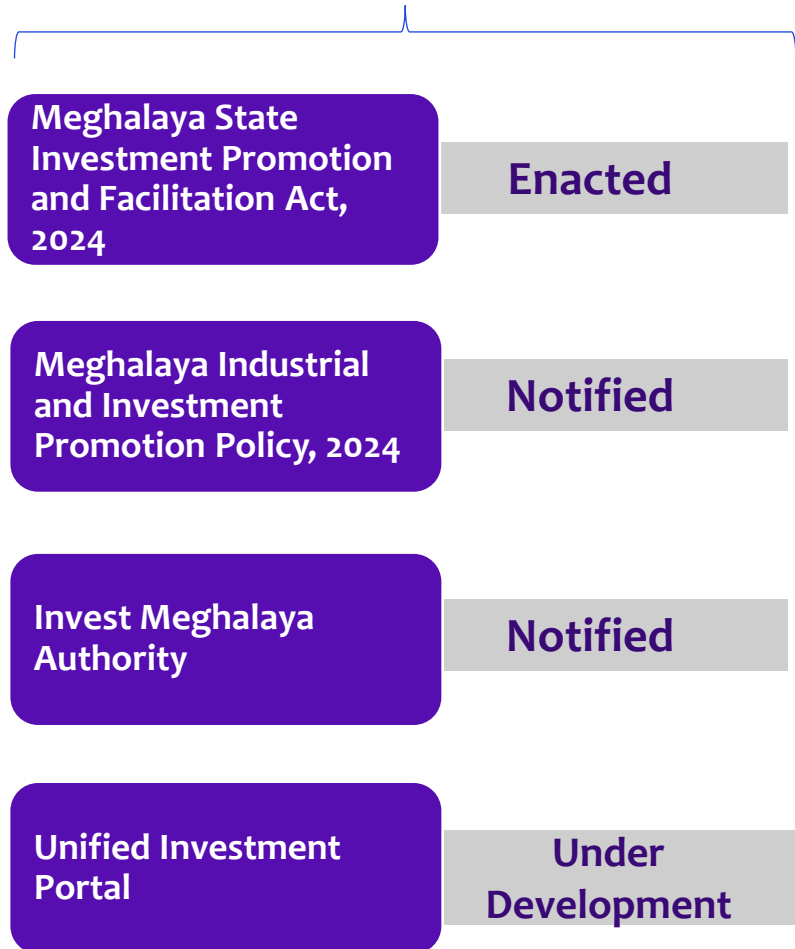 Meghalaya State
Investment Promotion
and Facilitation Act,
2024
Enacted
Meghalaya Industrial
and Investment
Promotion Policy, 2024
Notified
Invest Meghalaya
Authority
Notified
Unified Investment
Portal
Under
Development